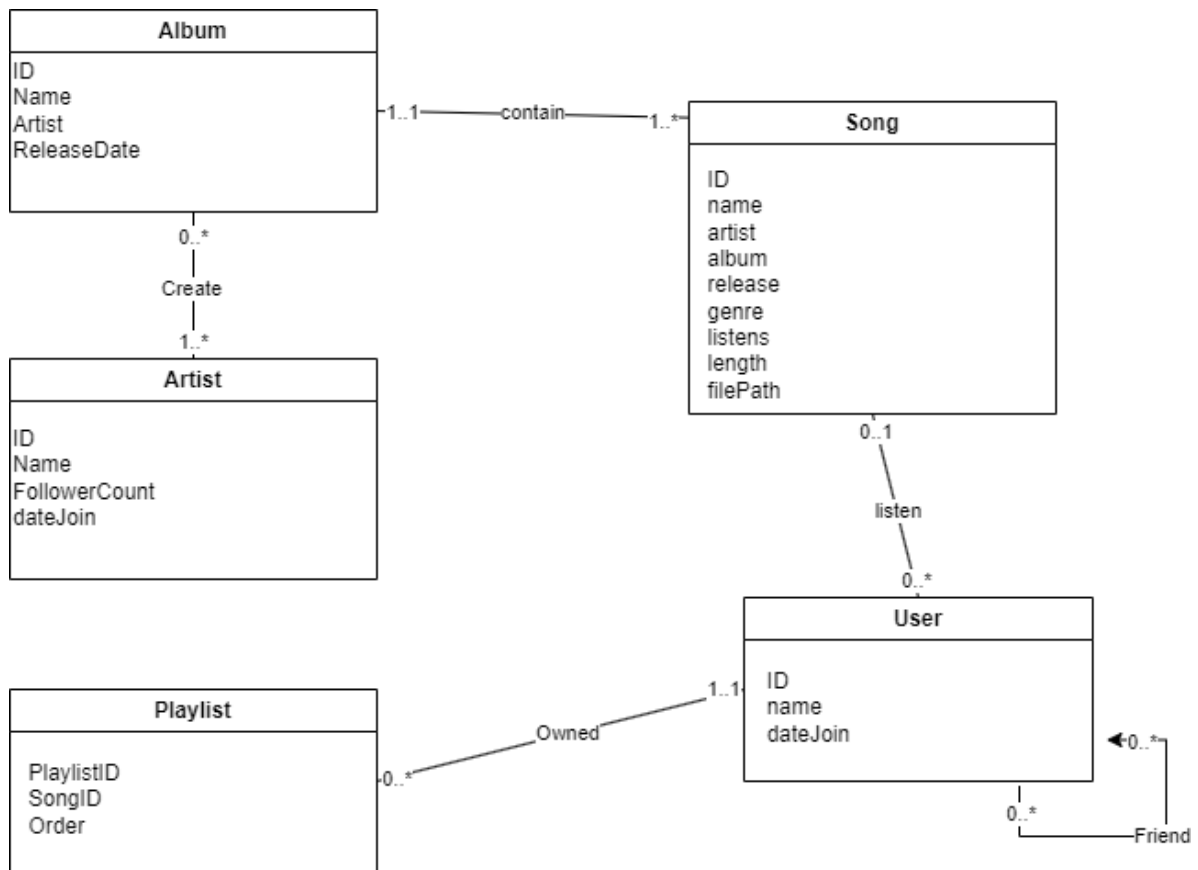 Album
ID
Name
Artist
ReleaseDate
1..1
contain
1..*
Song
ID
name
artist
album
release
genre
listens
length
filePath
0..*
Create
1..*
Artist
ID
Name
FollowerCount
dateJoin
0..1
listen
0..*
User
ID
name
dateJoin
1..1
Owned
0..*
Playlist
PlaylistID
SongID
Order
0..*
0..*
Friend